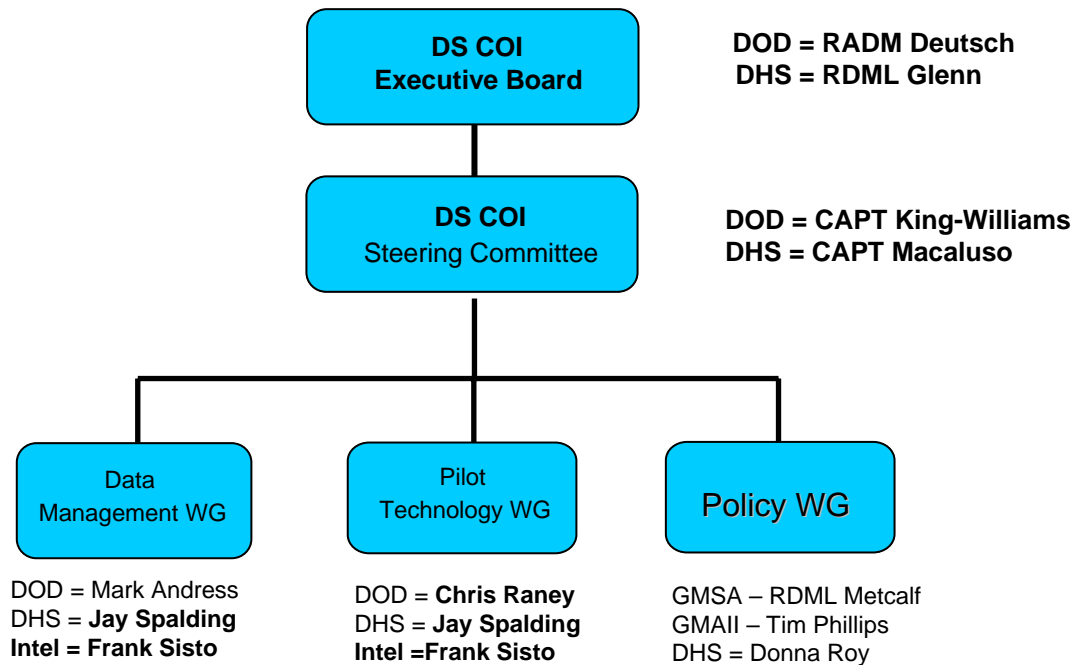 DS COI
Executive Board
DOD = RADM Deutsch
DHS = RDML Glenn
DS COI
Steering Committee
DOD = CAPT King-Williams
DHS = CAPT Macaluso
Data
Management WG
Pilot
Technology WG
Policy WG
DOD = Mark Andress
DHS = Jay Spalding
Intel = Frank Sisto
DOD = Chris Raney
DHS = Jay Spalding
Intel =Frank Sisto
GMSA – RDML Metcalf
GMAII – Tim Phillips
DHS = Donna Roy